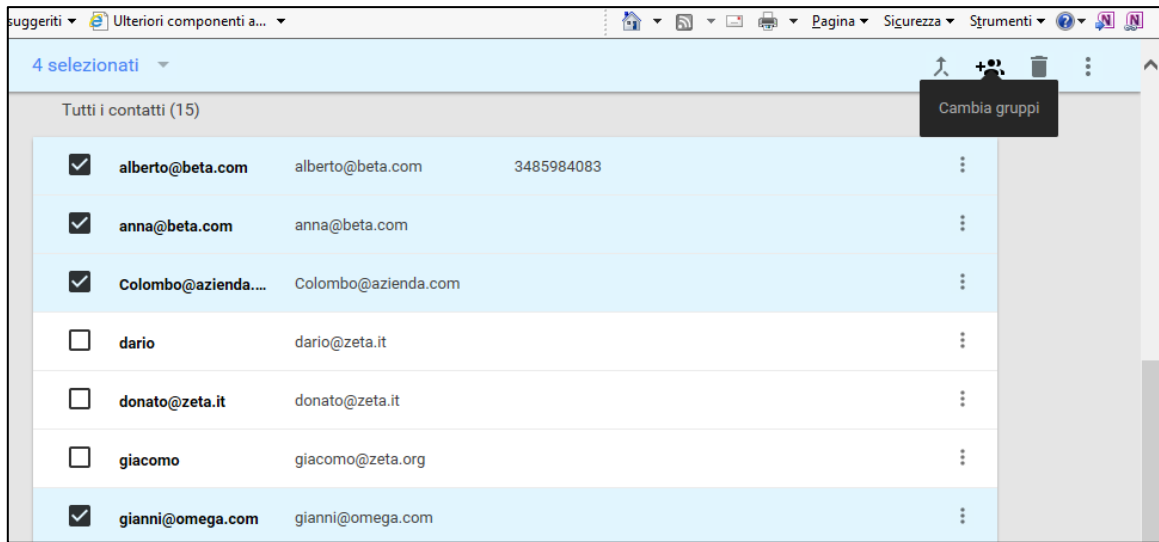 suggeriti Ulteriori componenti a... Pagina Sicurezza Strumenti
4 selezionati
Cambia gruppi
Tutti i contatti (15)
alberto@beta.com alberto@beta.com 3485984083
anna@beta.com anna@beta.com
Colombo@azienda.... Colombo@azienda.com
dario dario@zeta.it
donato@zeta.it donato@zeta.it
giacomo giacomo@zeta.org
gianni@omega.com gianni@omega.com